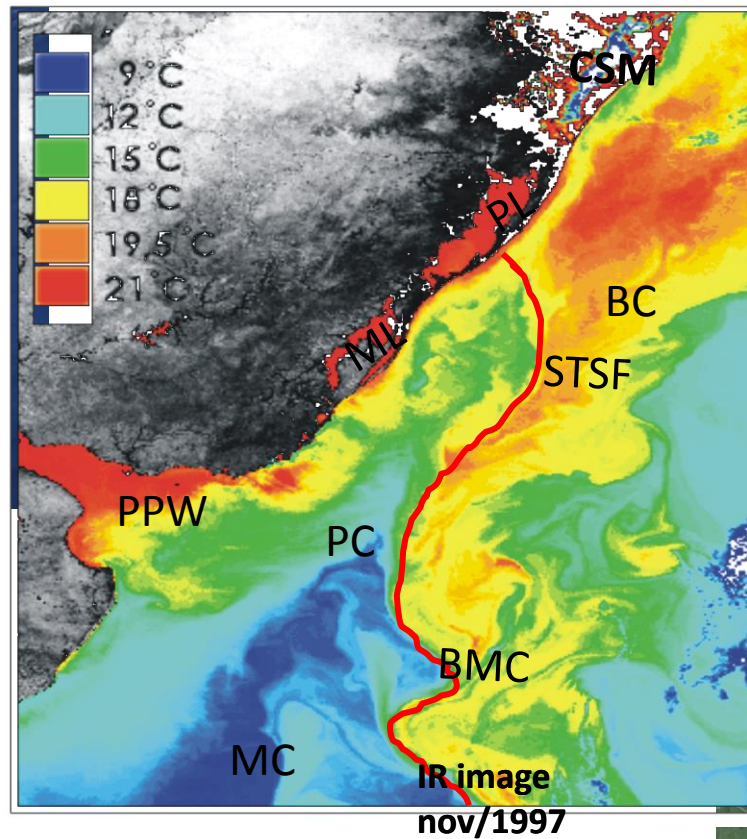 9°C
12°C
15°C
18°C
19.5°C
21°C
CSM
PL
BC
ML
STSF
PPW
PC
BMC
MC
IR image
nov/1997